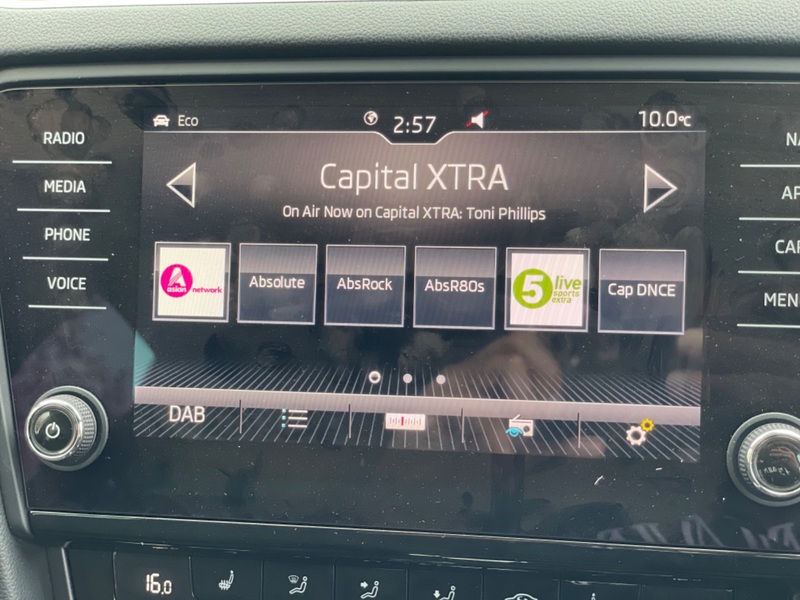 Eco 2:57 10.0°C
RADIO
MEDIA
PHONE
VOICE
Capital XTRA
On Air Now on Capital XTRA: Toni Phillips
A asian network
Absolute
AbsRock
AbsR80s
5 live sports extra
Cap DNCE
DAB
16.0